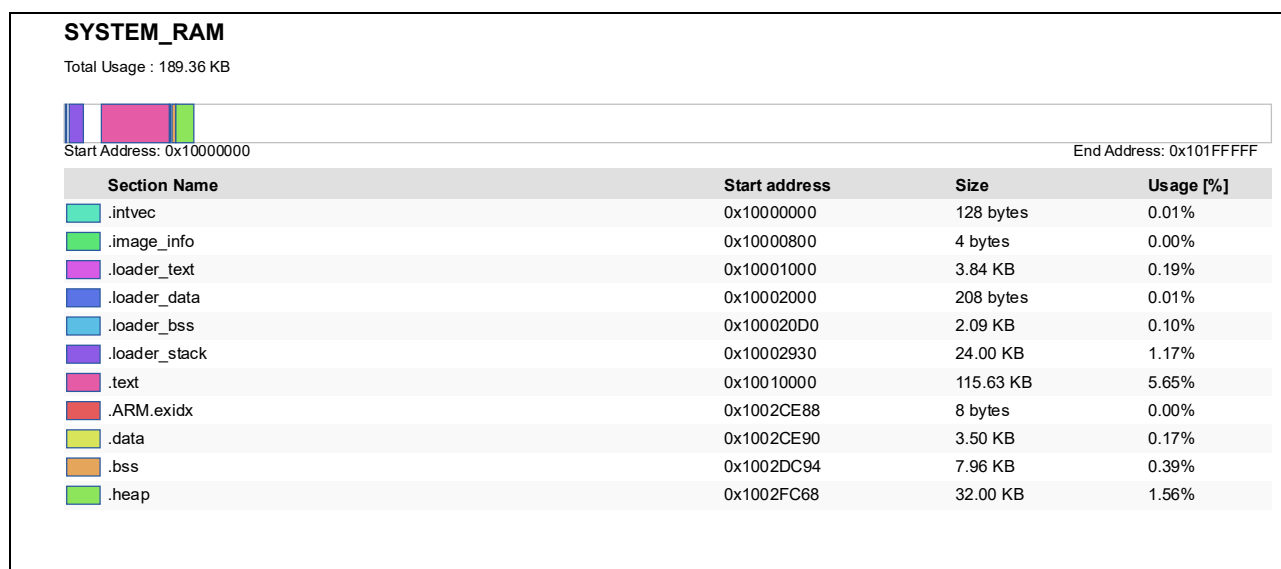 SYSTEM_RAM
Total Usage : 189.36 KB
Start Address: 0x10000000 End Address: 0x101FFFFF
Section Name Start address Size Usage [%]
.intvec 0x10000000 128 bytes 0.01%
.image_info 0x10000800 4 bytes 0.00%
.loader_text 0x10001000 3.84 KB 0.19%
.loader_data 0x10002000 208 bytes 0.01%
.loader_bss 0x100020D0 2.09 KB 0.10%
.loader_stack 0x10002930 24.00 KB 1.17%
.text 0x10010000 115.63 KB 5.65%
.ARM.exidx 0x1002CE88 8 bytes 0.00%
.data 0x1002CE90 3.50 KB 0.17%
.bss 0x1002DC94 7.96 KB 0.39%
.heap 0x1002FC68 32.00 KB 1.56%